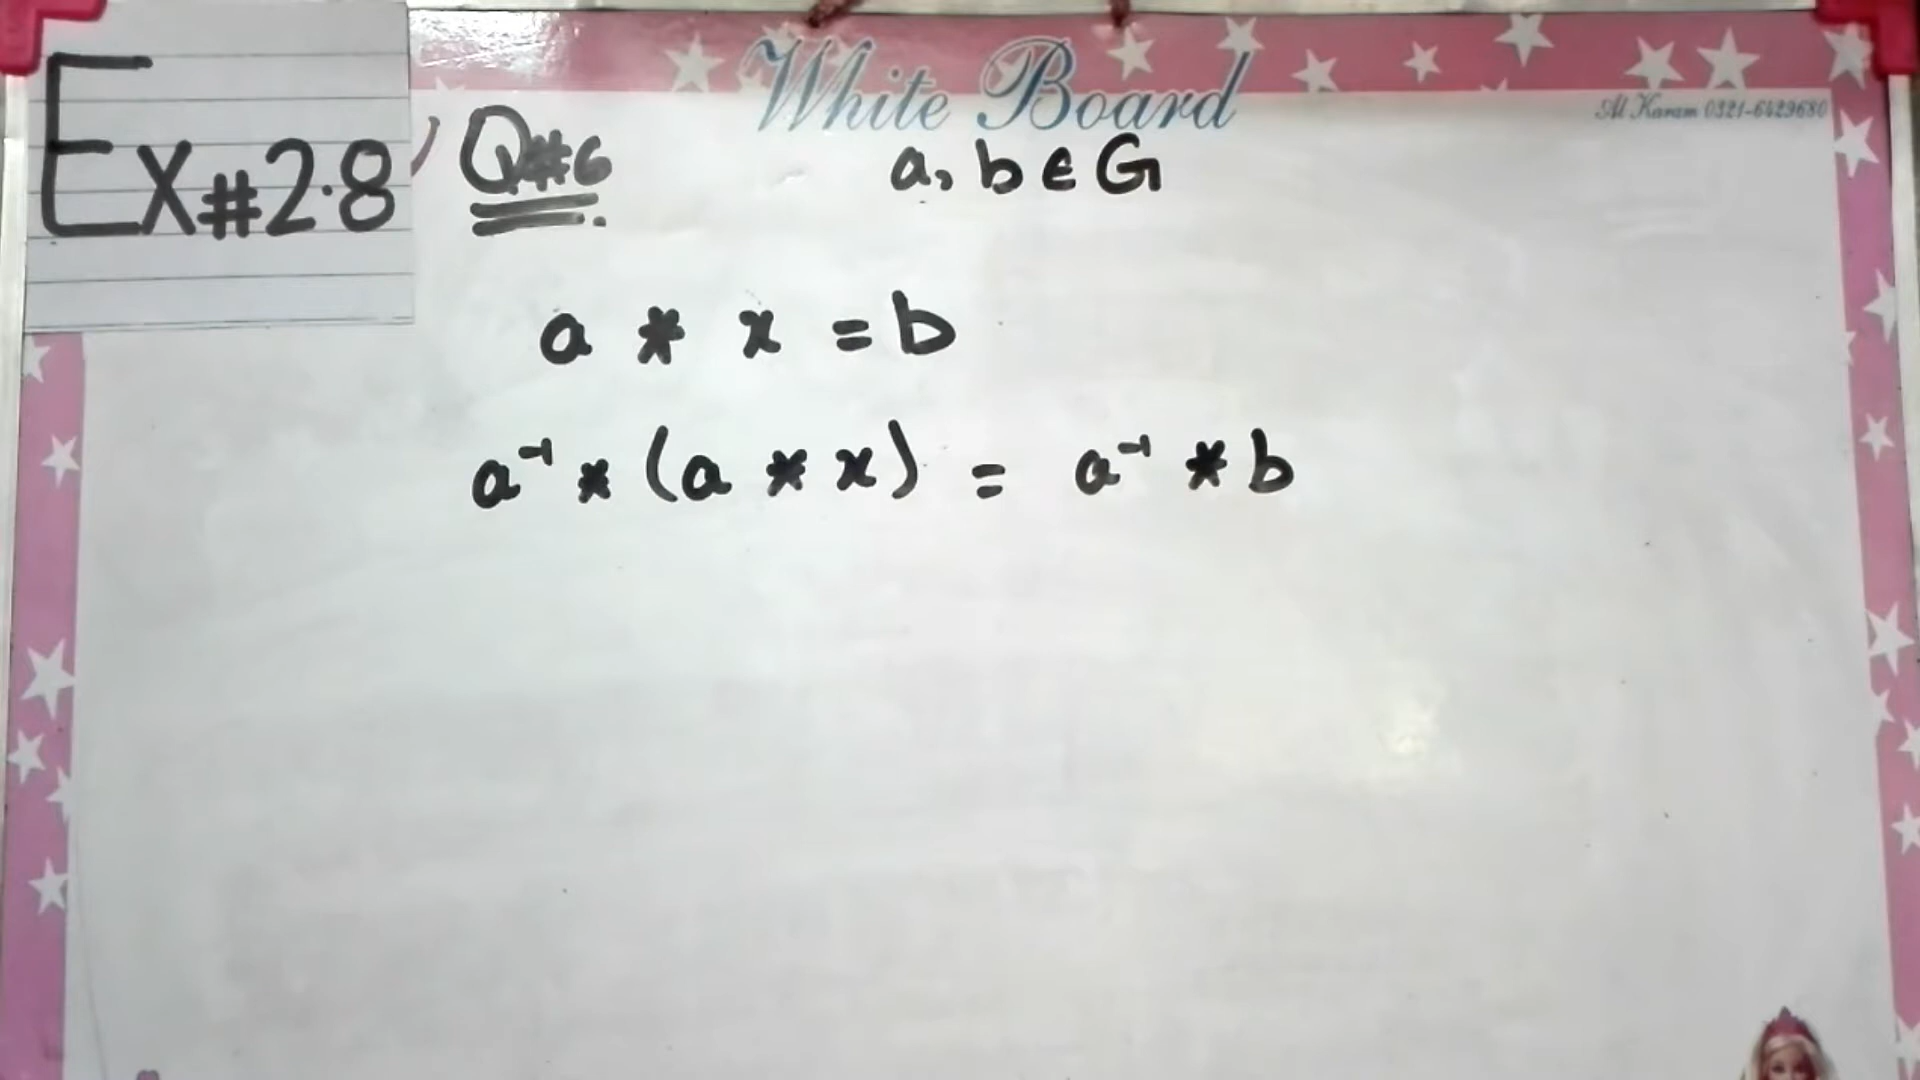 White Board
Al Karam 0321-6429680
Ex#2.8
Q#6
a, b ∈ G
a * x = b
a⁻¹ * (a * x) = a⁻¹ * b